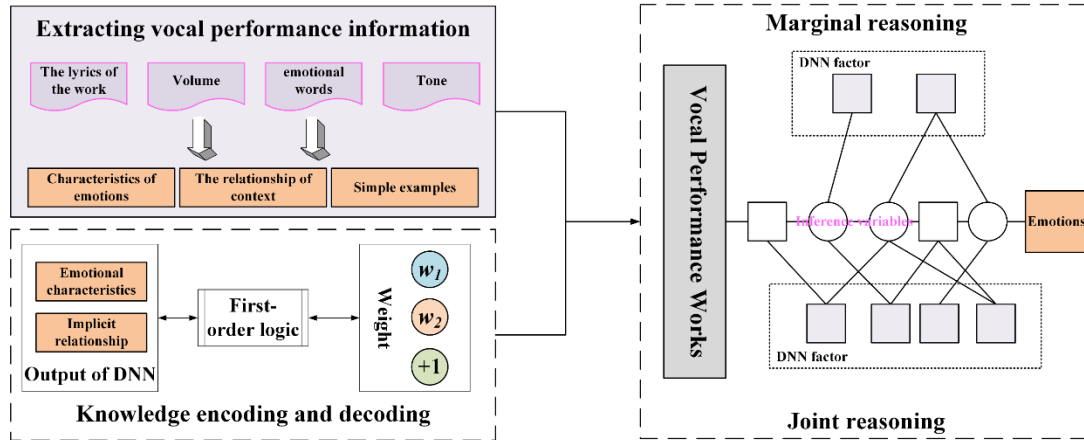 Extracting vocal performance information
The lyrics of
the work
Volume
emotional
words
Tone
Characteristics of
emotions
The relationship of
context
Simple examples
Emotional
characteristics
Implicit
relationship
Output of DNN
First-
order logic
Weight
w1
w2
+1
Knowledge encoding and decoding
Marginal reasoning
DNN factor
Vocal Performance Works
Inference variables
Emotions
DNN factor
Joint reasoning